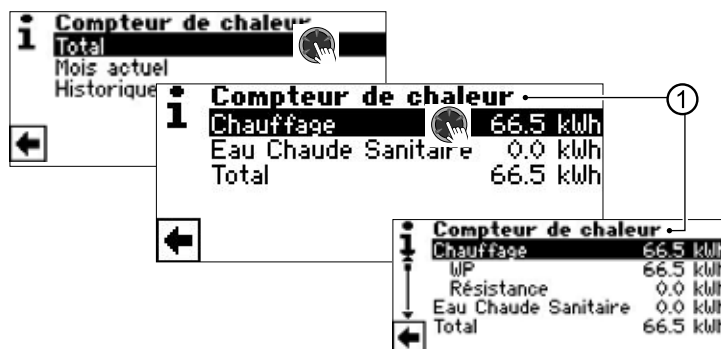 i Compteur de chaleur
Total
Mois actuel
Historique
i Compteur de chaleur
Chauffage 66.5 kWh
Eau Chaude Sanitaire 0.0 kWh
Total 66.5 kWh
1
i Compteur de chaleur
Chauffage 66.5 kWh
WP 66.5 kWh
Résistance 0.0 kWh
Eau Chaude Sanitaire 0.0 kWh
Total 66.5 kWh